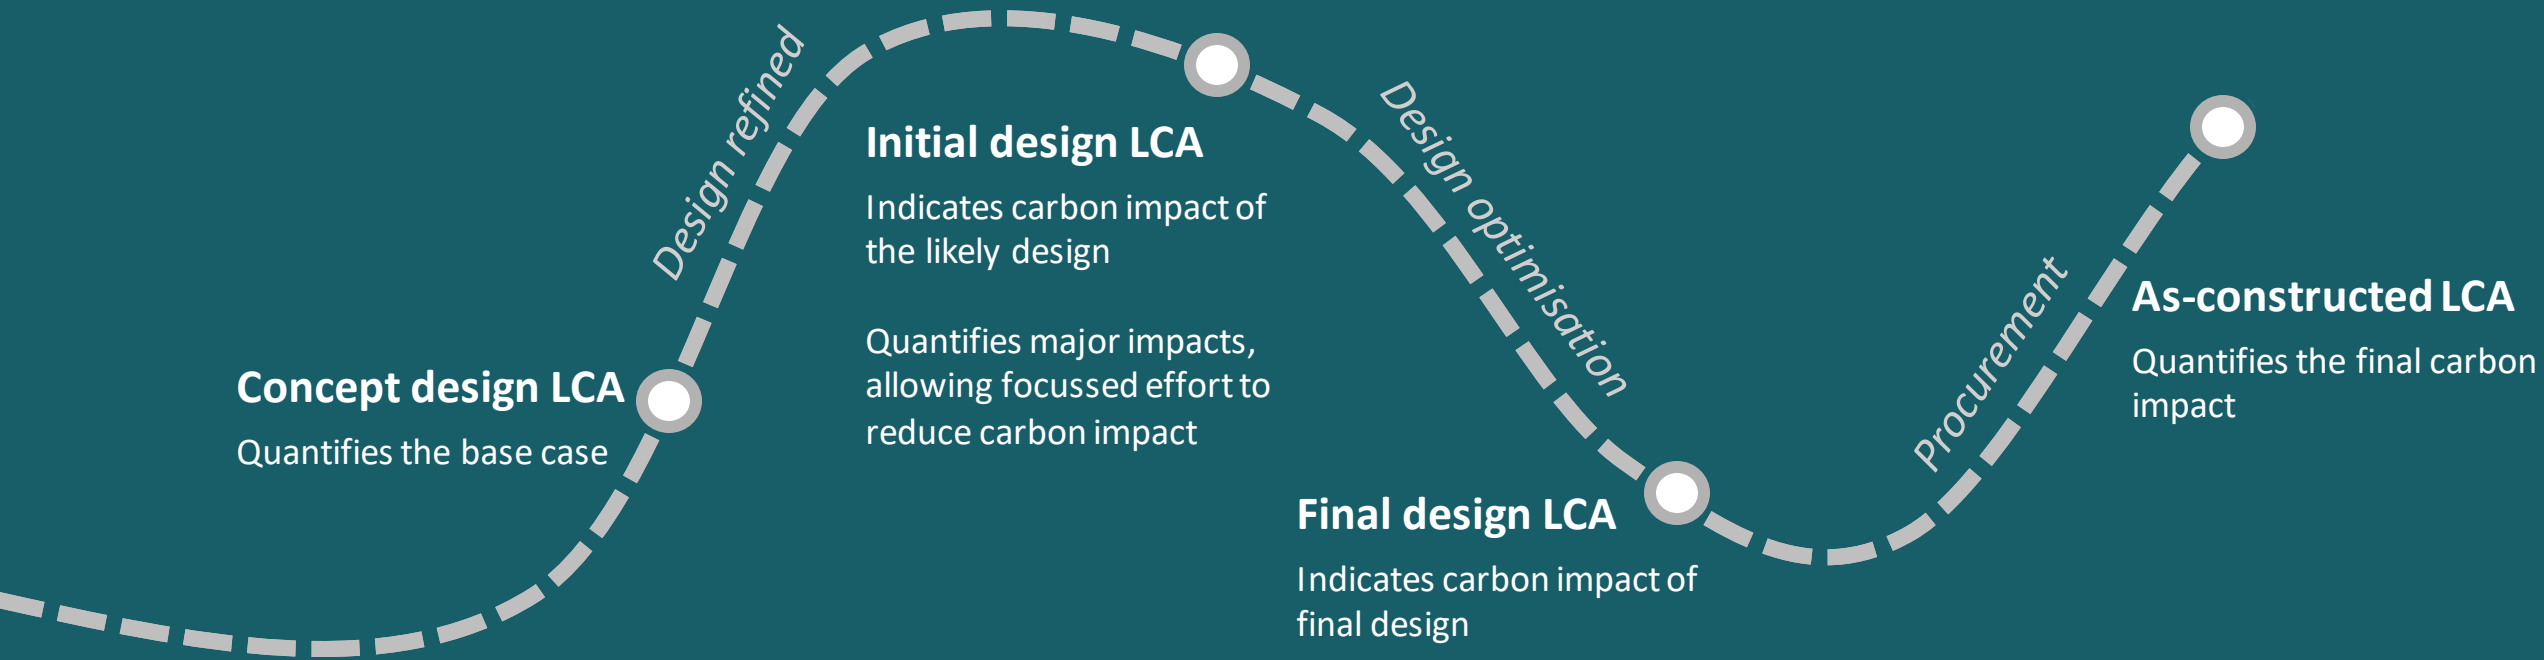 Concept design LCA
Quantifies the base case
Design refined
Initial design LCA
Indicates carbon impact of
the likely design
Quantifies major impacts,
allowing focussed effort to
reduce carbon impact
Design optimisation
Final design LCA
Indicates carbon impact of
final design
Procurement
As-constructed LCA
Quantifies the final carbon
impact